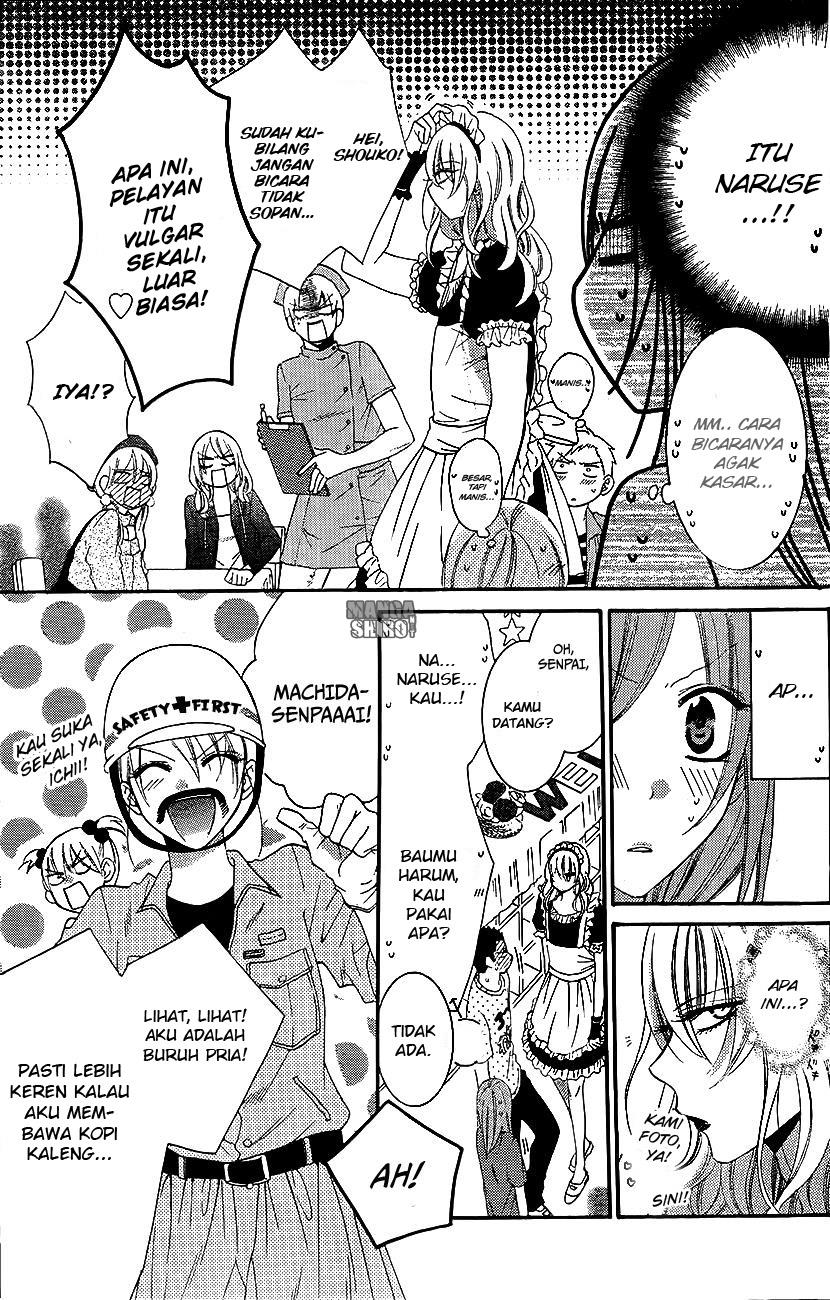 ITU
NARUSE
...!!
MM.. CARA
BICARANYA
AGAK
KASAR...
HEI,
SHOUKO!
SUDAH KU-
BILANG
JANGAN
BICARA
TIDAK
SOPAN...
APA INI,
PELAYAN
ITU
VULGAR
SEKALI,
LUAR
♡ BIASA!
IYA!?
MANIS..
BESAR
TAPI
MANIS...
AP...
APA
INI...?
KAMI
FOTO,
YA!
SINI!
OH,
SENPAI,
KAMU
DATANG?
NA...
NARUSE...
KAU...!
WEL
BAUMU
HARUM,
KAU
PAKAI
APA?
TIDAK
ADA.
AH!
MANGA
SHIRO!
MACHIDA-
SENPAAAI!
SAFETY✚FIRST
KAU SUKA
SEKALI YA,
ICHII!
LIHAT, LIHAT!
AKU ADALAH
BURUH PRIA!
PASTI LEBIH
KEREN KALAU
AKU MEM-
BAWA KOPI
KALENG...